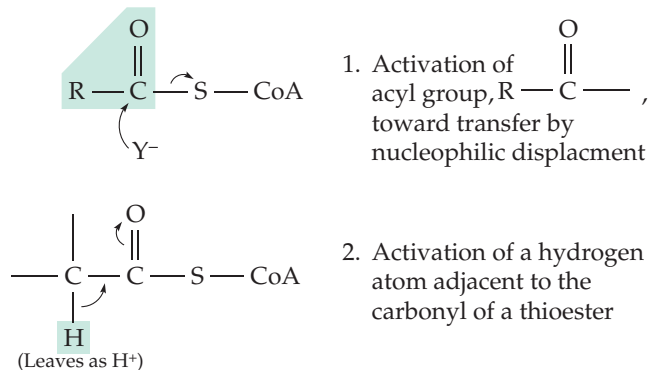 O
R — C — S — CoA
Y⁻
1. Activation of
acyl group, R — C — ,
O
toward transfer by
nucleophilic displacment
O
— C — C — S — CoA
H
(Leaves as H⁺)
2. Activation of a hydrogen
atom adjacent to the
carbonyl of a thioester